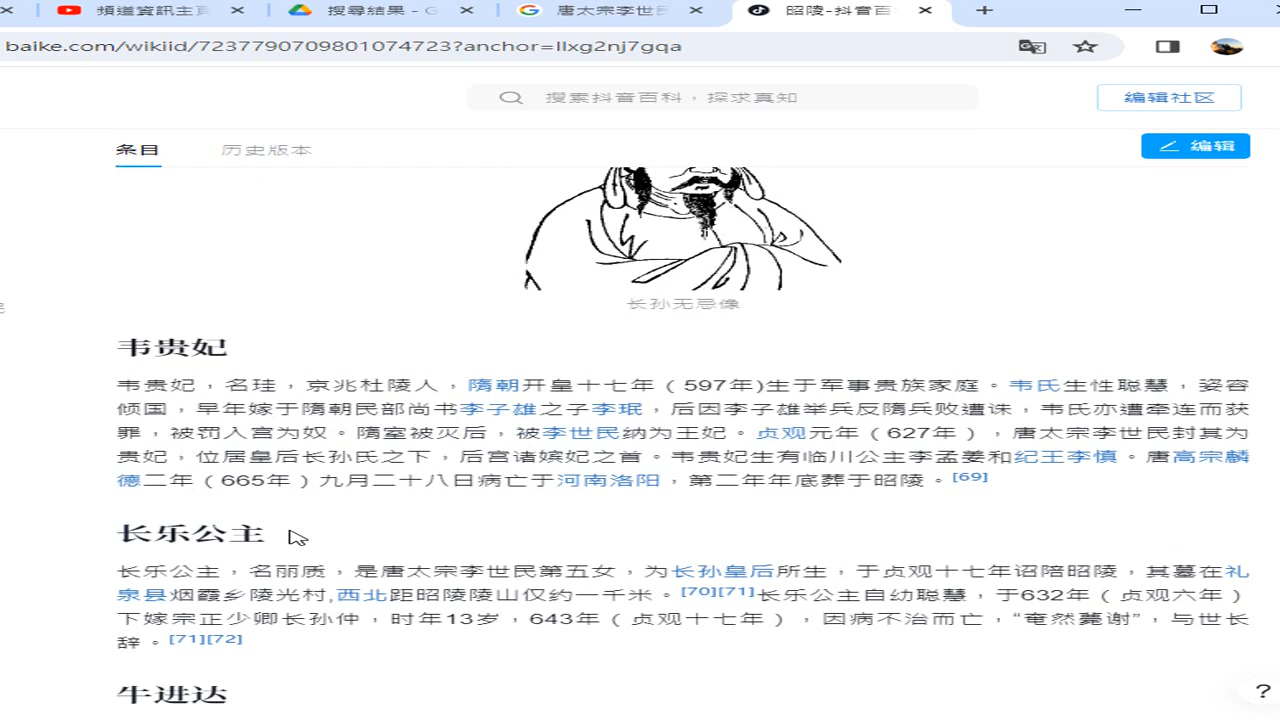 頻道資訊主頁
搜尋結果 - G
唐太宗李世民
昭陵-抖音百
baike.com/wikiid/7237790709801074723?anchor=llxg2nj7gqa
搜索抖音百科，探求真知
编辑社区
条目
历史版本
编辑
长孙无忌像
韦贵妃
韦贵妃，名珪，京兆杜陵人，隋朝开皇十七年（597年)生于军事贵族家庭。韦氏生性聪慧，姿容
倾国，早年嫁于隋朝民部尚书李子雄之子李珉，后因李子雄举兵反隋兵败遭诛，韦氏亦遭牵连而获
罪，被罚入宫为奴。隋室被灭后，被李世民纳为王妃。贞观元年（627年），唐太宗李世民封其为
贵妃，位居皇后长孙氏之下，后宫诸嫔妃之首。韦贵妃生有临川公主李孟姜和纪王李慎。唐高宗麟
德二年（665年）九月二十八日病亡于河南洛阳，第二年年底葬于昭陵。[69]
长乐公主
长乐公主，名丽质，是唐太宗李世民第五女，为长孙皇后所生，于贞观十七年诏陪昭陵，其墓在礼
泉县烟霞乡陵光村,西北距昭陵陵山仅约一千米。[70][71]长乐公主自幼聪慧，于632年（贞观六年）
下嫁宗正少卿长孙仲，时年13岁，643年（贞观十七年），因病不治而亡，“奄然薨谢”，与世长
辞。[71][72]
牛进达
?